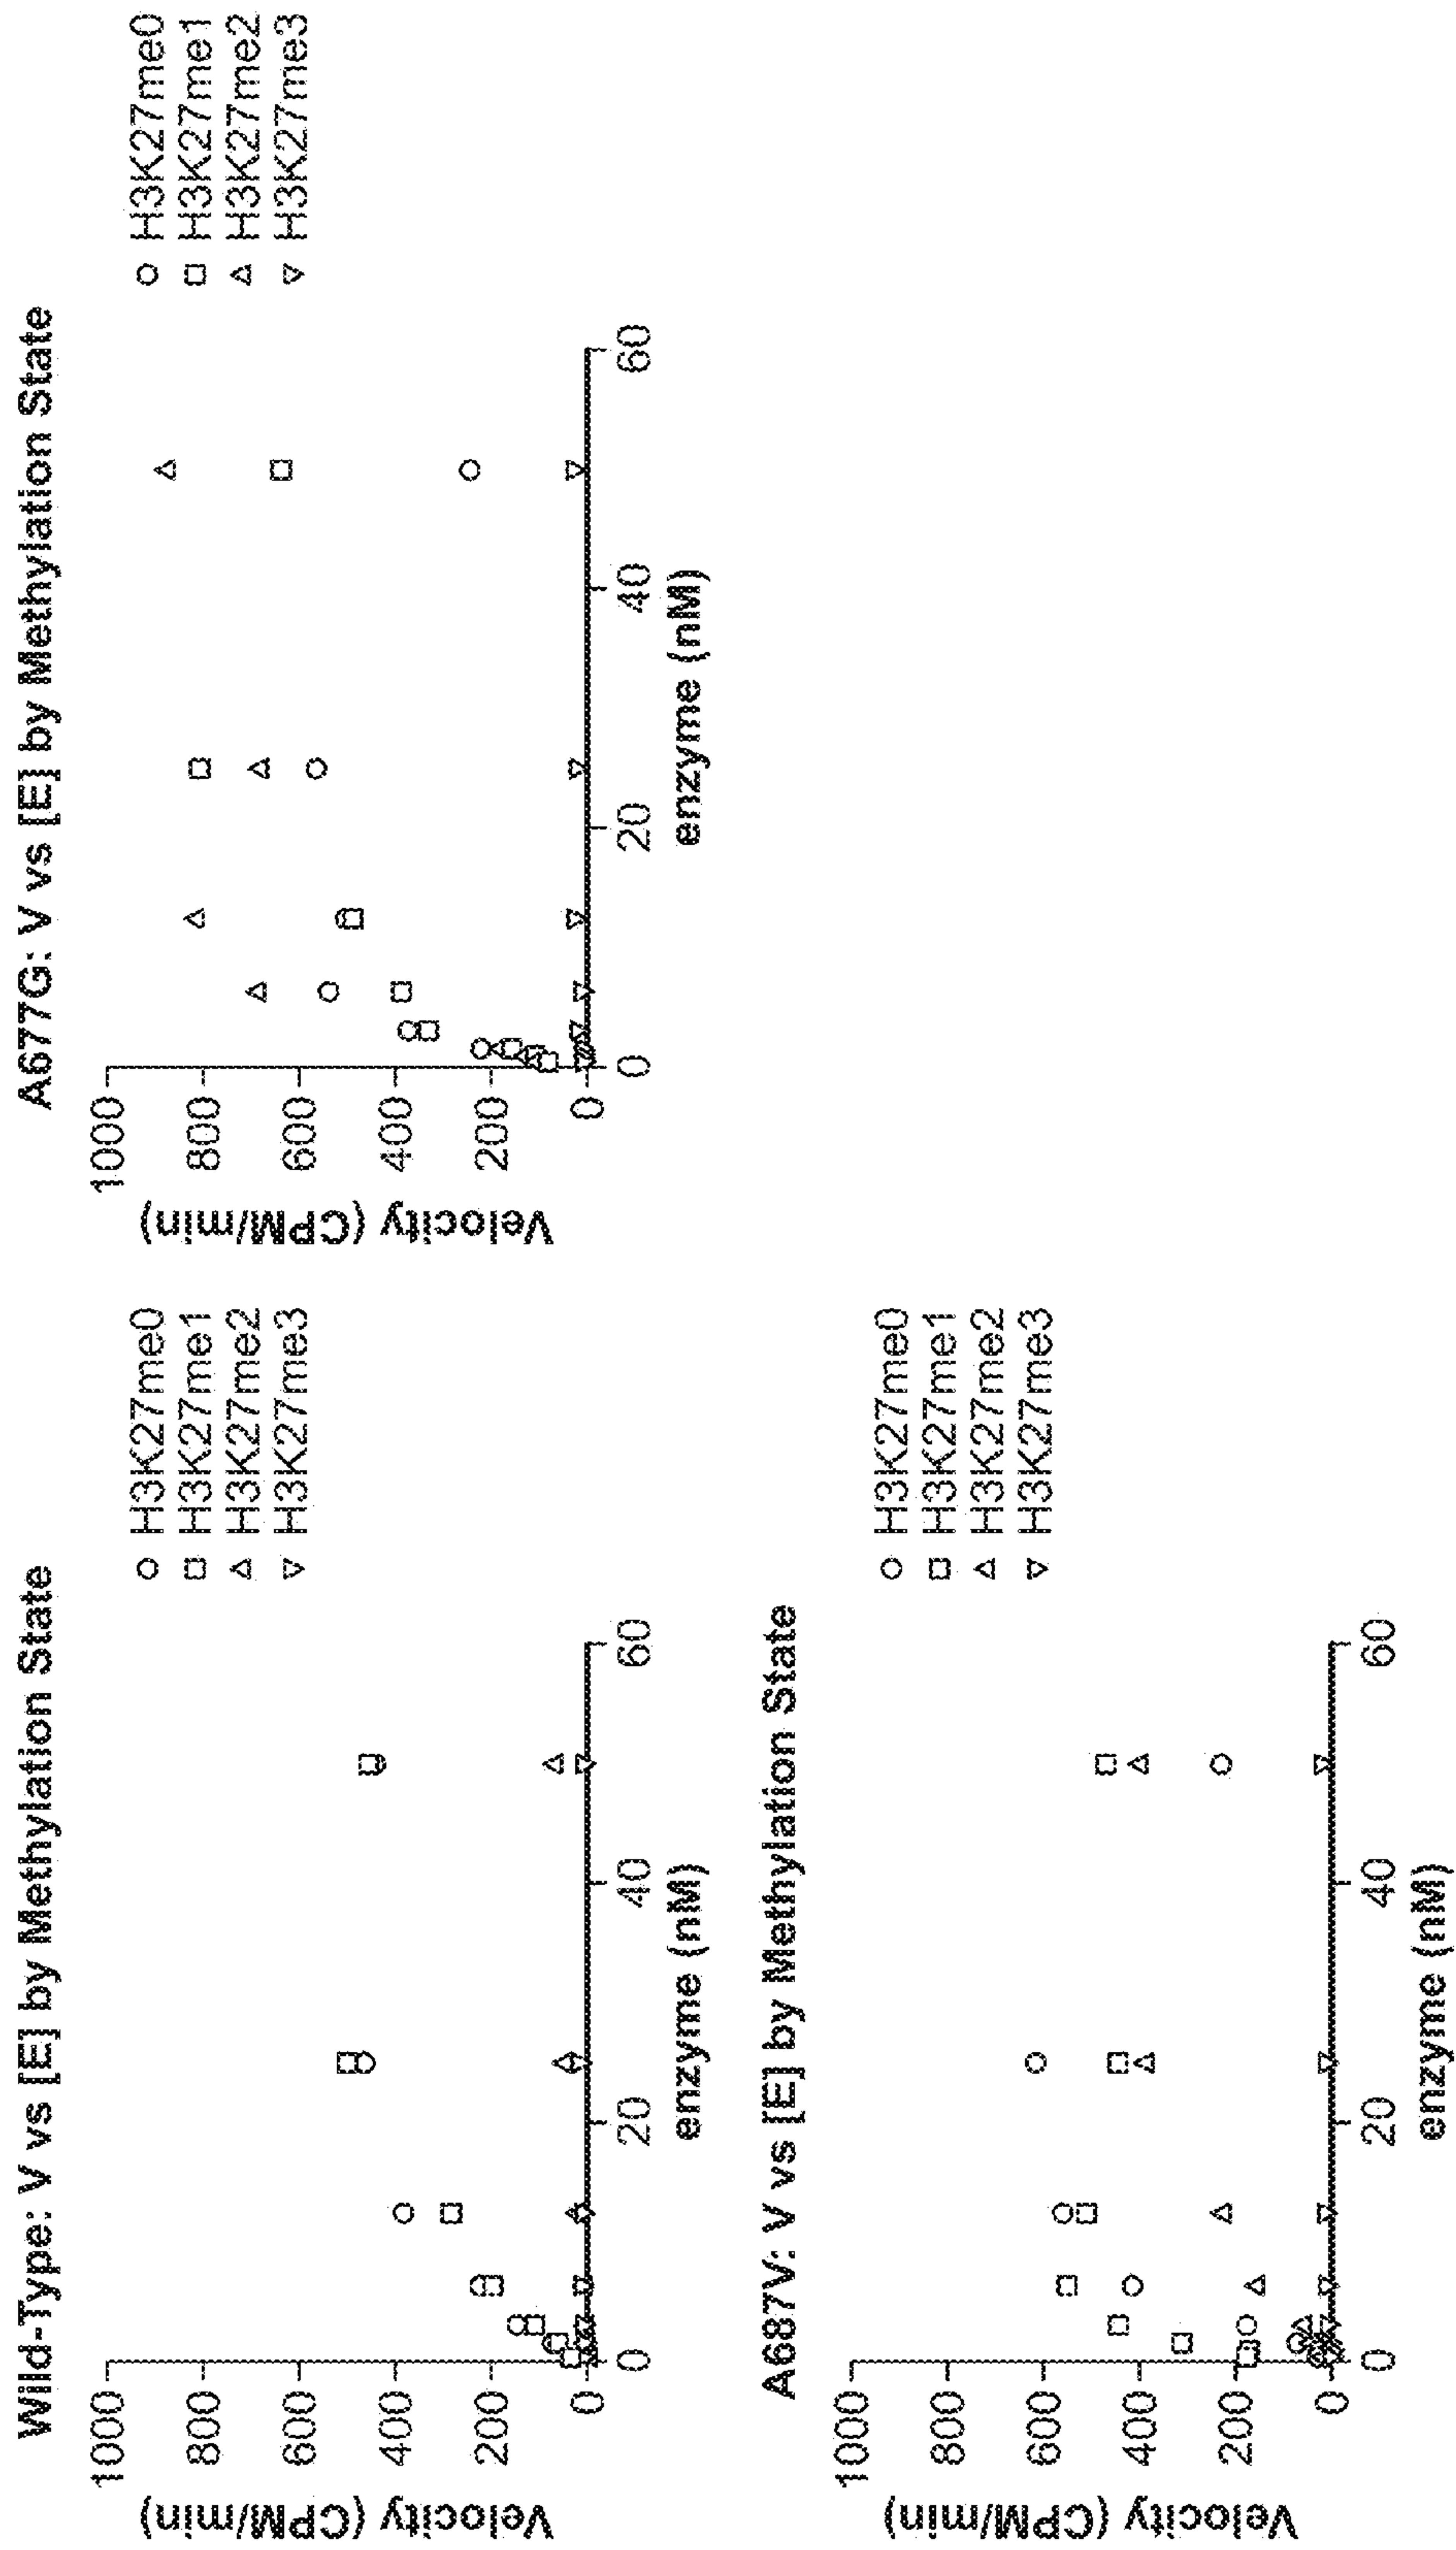 Wild-Type: V vs [E] by Methylation State
Velocity (CPM/min)
1000
800
600
400
200
0
0
20
40
60
enzyme (nM)
H3K27me0
H3K27me1
H3K27me2
H3K27me3
A677G: V vs [E] by Methylation State
Velocity (CPM/min)
1000
800
600
400
200
0
0
20
40
60
enzyme (nM)
H3K27me0
H3K27me1
H3K27me2
H3K27me3
A687V: V vs [E] by Methylation State
Velocity (CPM/min)
1000
800
600
400
200
0
0
20
40
60
enzyme (nM)
H3K27me0
H3K27me1
H3K27me2
H3K27me3